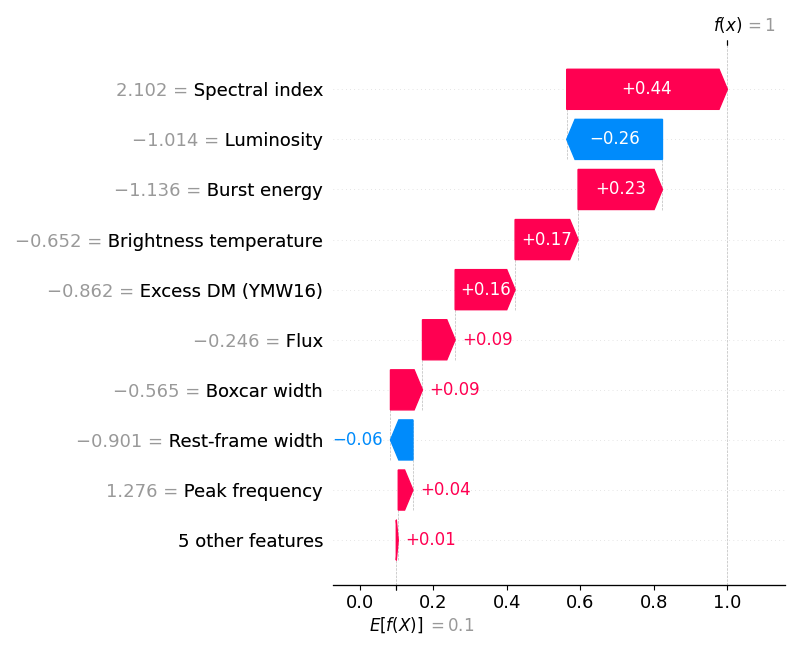 f(x) = 1
2.102 = Spectral index +0.44
−1.014 = Luminosity −0.26
−1.136 = Burst energy +0.23
−0.652 = Brightness temperature +0.17
−0.862 = Excess DM (YMW16) +0.16
−0.246 = Flux +0.09
−0.565 = Boxcar width +0.09
−0.901 = Rest-frame width −0.06
1.276 = Peak frequency +0.04
5 other features +0.01
0.0 0.2 0.4 0.6 0.8 1.0
E[f(X)] = 0.1